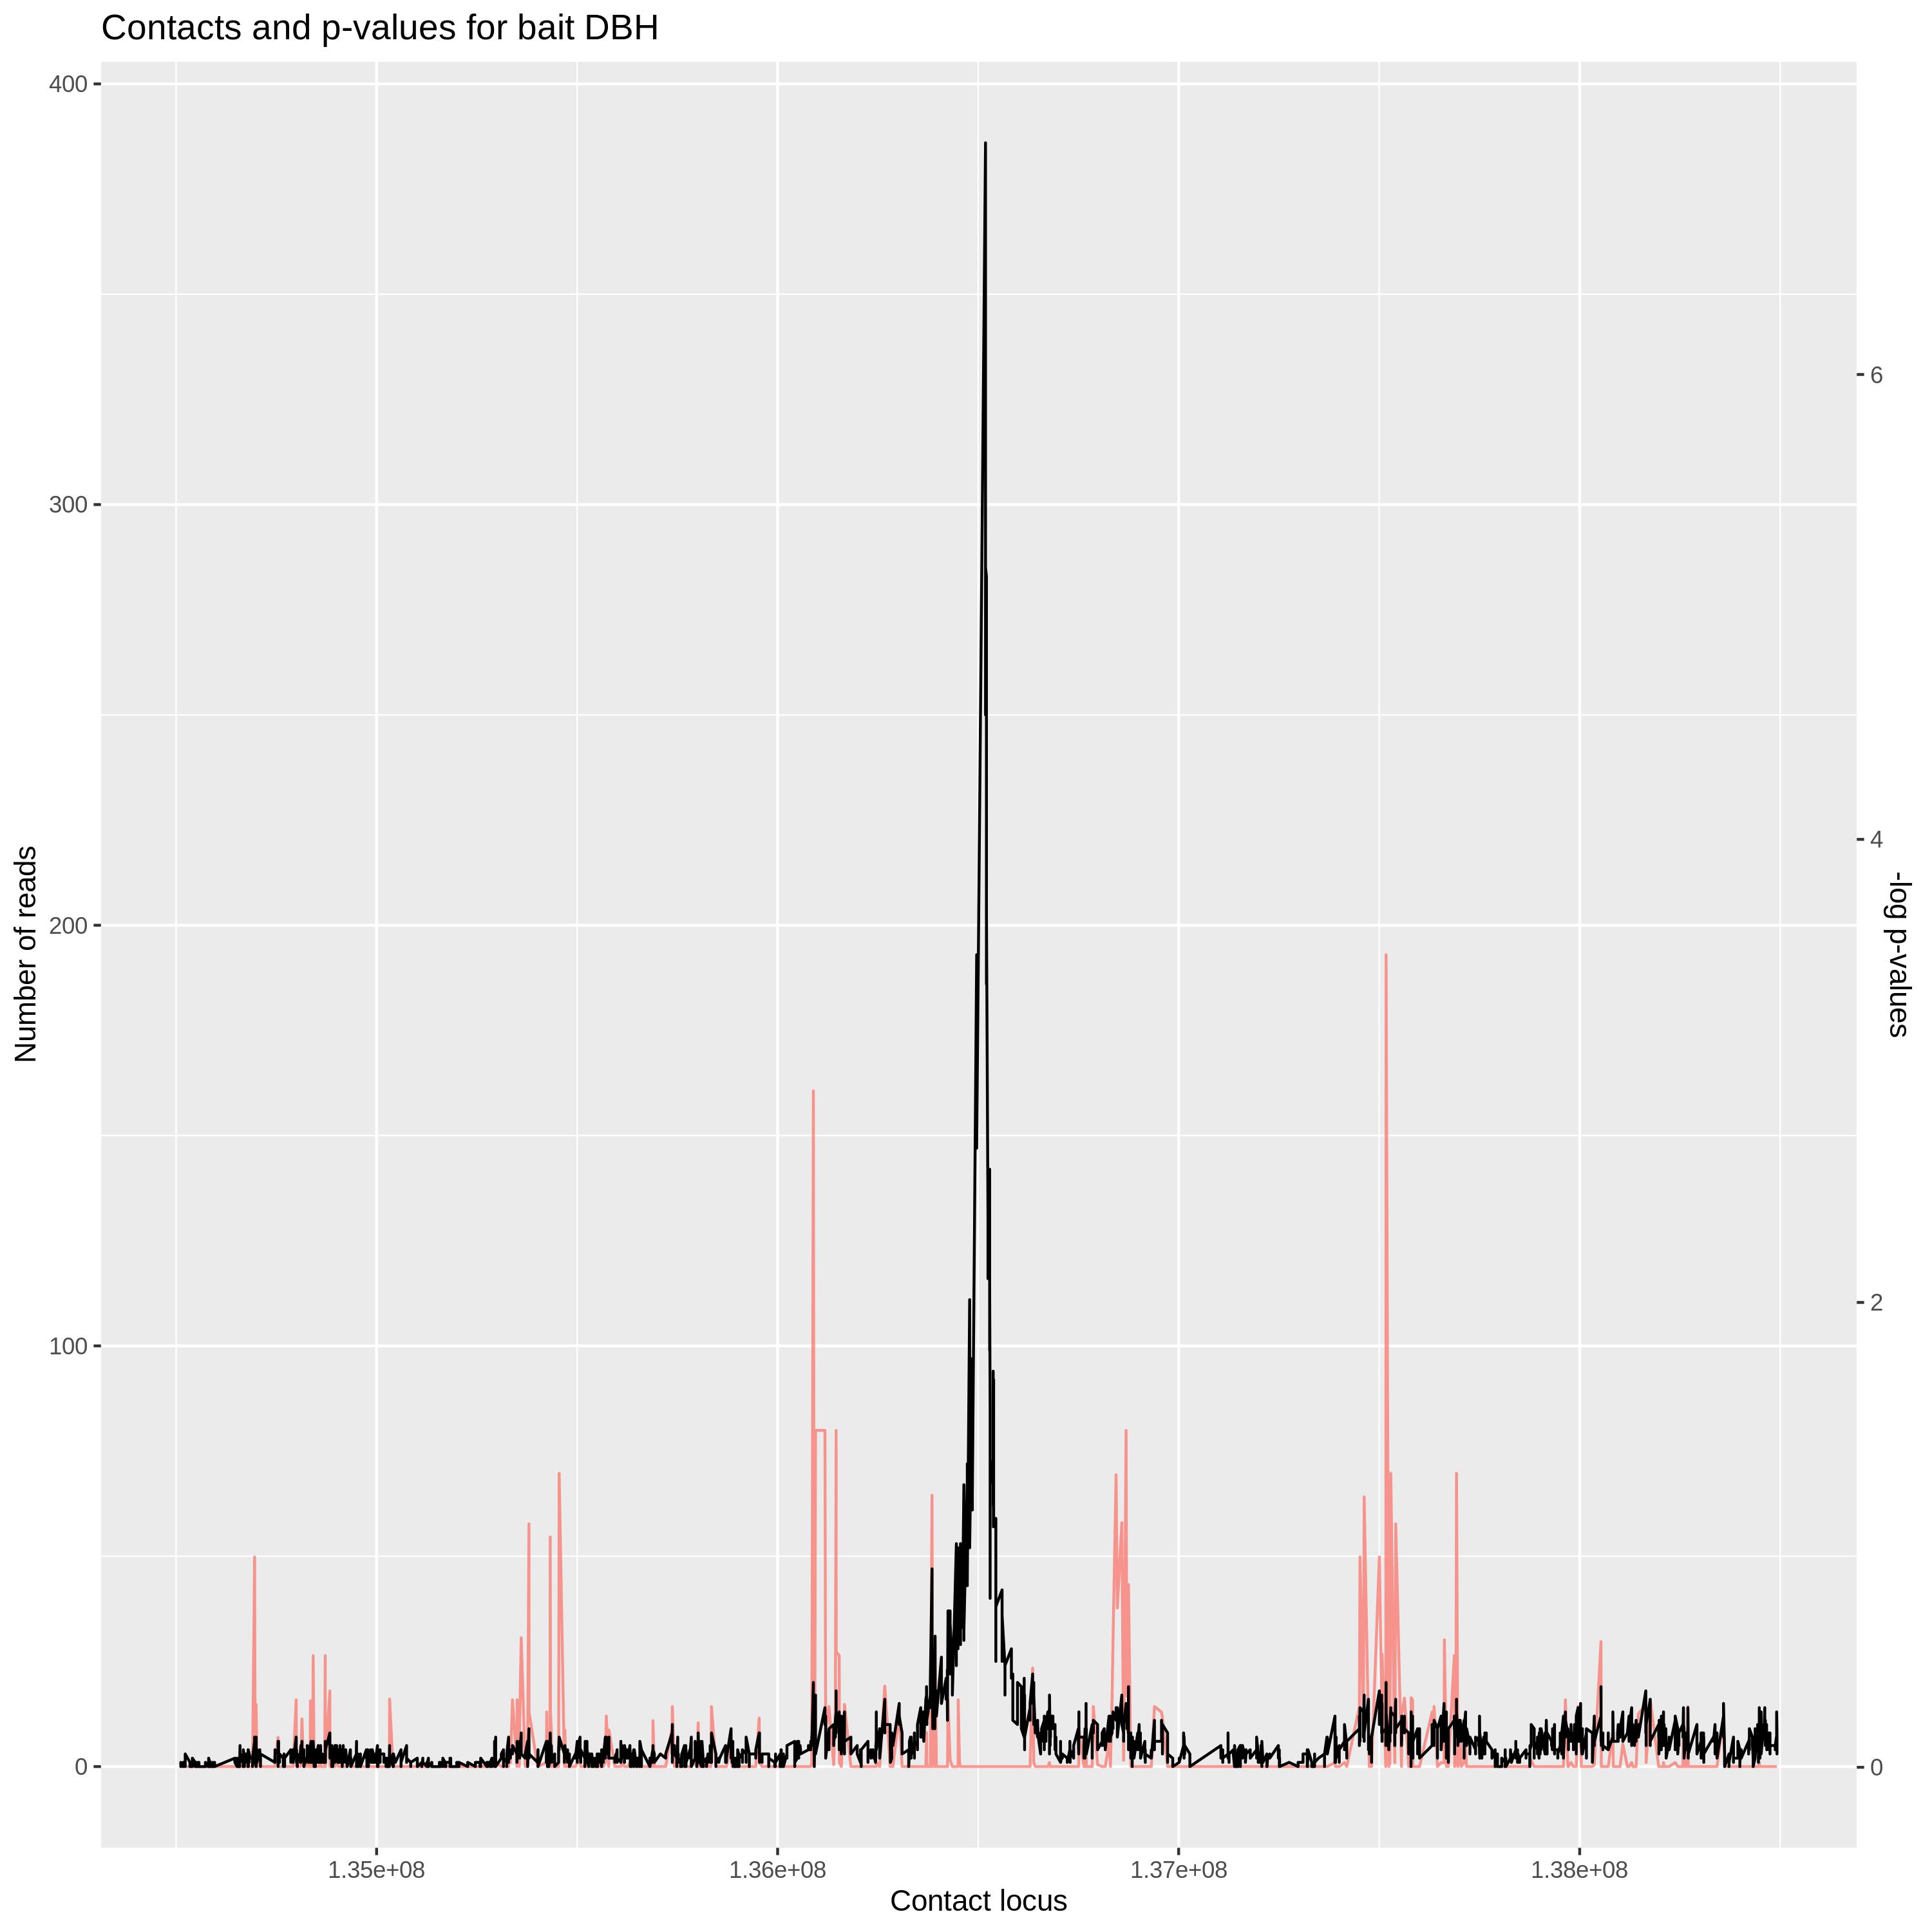 Contacts and p-values for bait DBH
400
300
200
100
0
Number of reads
6
4
2
0
-log p-values
1.35e+08
1.36e+08
1.37e+08
1.38e+08
Contact locus